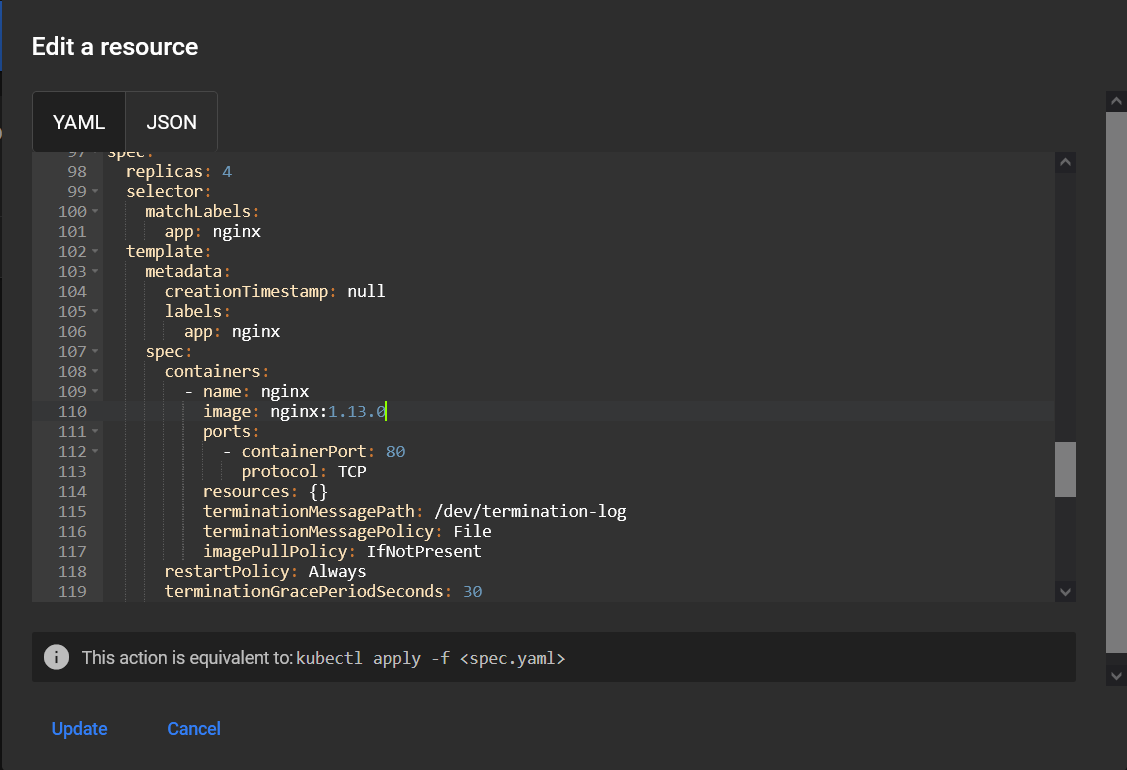 Edit a resource
YAML JSON
97 spec:
98 replicas: 4
99 selector:
100 matchLabels:
101 app: nginx
102 template:
103 metadata:
104 creationTimestamp: null
105 labels:
106 app: nginx
107 spec:
108 containers:
109 - name: nginx
110 image: nginx:1.13.0
111 ports:
112 - containerPort: 80
113 protocol: TCP
114 resources: {}
115 terminationMessagePath: /dev/termination-log
116 terminationMessagePolicy: File
117 imagePullPolicy: IfNotPresent
118 restartPolicy: Always
119 terminationGracePeriodSeconds: 30
This action is equivalent to: kubectl apply -f <spec.yaml>
Update Cancel